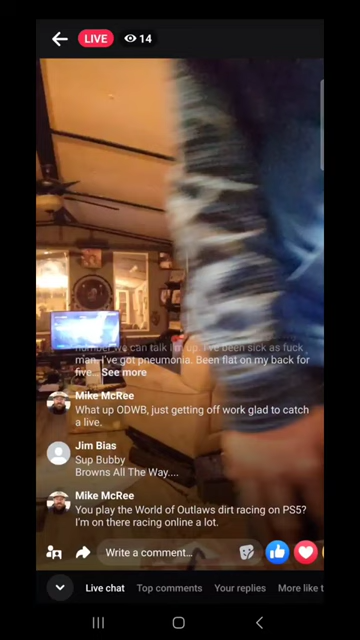 LIVE 14
number we can talk I'm up. I've been sick as fuck
man, I've got pneumonia. Been flat on my back for
five... See more
Mike McRee
What up ODWB, just getting off work glad to catch
a live.
Jim Bias
Sup Bubby
Browns All The Way....
Mike McRee
You play the World of Outlaws dirt racing on PS5?
I'm on there racing online a lot.
Write a comment...
Live chat Top comments Your replies More like t